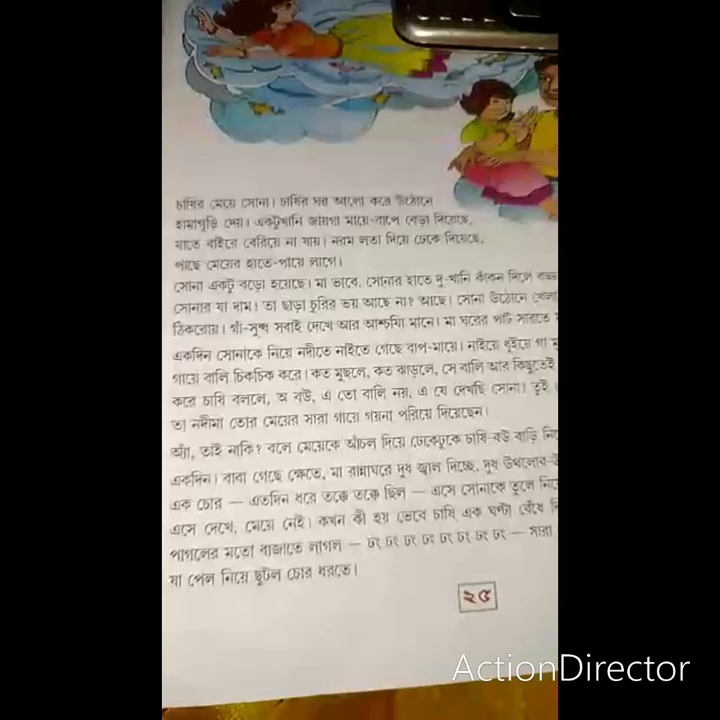 চাষির মেয়ে সোনা। চাষির ঘর আলো করে উঠোনে
হামাগুড়ি দেয়। একটুখানি জায়গা মায়ে-বাপে বেড়া দিয়েছে,
যাতে বাইরে বেরিয়ে না যায়। নরম লতা দিয়ে ঢেকে দিয়েছে,
পাছে মেয়ের হাতে-পায়ে লাগে।
সোনা একটু বড়ো হয়েছে। মা ভাবে, সোনার হাতে দু-খানি কাঁকন দিলে
সোনার যা দাম! তা ছাড়া চুরির ভয় আছে না? আছে। সোনা উঠোনে
ঠিকরোয়। গাঁ-সুদ্ধ সবাই দেখে আর আশ্চয্যি মানে। মা ঘরের পাট সারতে
একদিন সোনাকে নিয়ে নদীতে নাইতে গেছে বাপ-মায়ে। নাইয়ে ধুইয়ে গা
গায়ে বালি চিকচিক করে। কত মুছলে, কত ঝাড়লে, সে বালি আর কিছুতেই
করে চাষি বললে, অ বউ, এ তো বালি নয়, এ যে দেখছি সোনা। তুই
তা নদীমা তোর মেয়ের সারা গায়ে গয়না পরিয়ে দিয়েছেন।
অ্যাঁ, তাই নাকি? বলে মেয়েকে আঁচল দিয়ে ঢেকেঢুকে চাষি-বউ বাড়ি
একদিন। বাবা গেছে ক্ষেতে, মা রান্নাঘরে দুধ জ্বাল দিচ্ছে, দুধ
এক চোর — এতদিন ধরে তক্কে তক্কে ছিল — এসে সোনাকে তুলে
এসে দেখে, মেয়ে নেই। কখন কী হয় ভেবে চাষি এক ঘণ্টা বেঁধে
পাগলের মতো বাজাতে লাগল — ঢং ঢং ঢং ঢং ঢং ঢং ঢং ঢং — সারা
যা পেল নিয়ে ছুটল চোর ধরতে।
২৫
ActionDirector